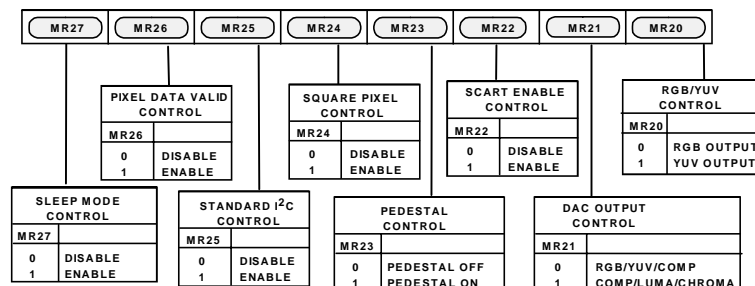 MR27 MR26 MR25 MR24 MR23 MR22 MR21 MR20
PIXEL DATA VALID
CONTROL
MR26
0 DISABLE
1 ENABLE
SQUARE PIXEL
CONTROL
MR24
0 DISABLE
1 ENABLE
SCART ENABLE
CONTROL
MR22
0 DISABLE
1 ENABLE
RGB/YUV
CONTROL
MR20
0 RGB OUTPUT
1 YUV OUTPUT
SLEEP MODE
CONTROL
MR27
0 DISABLE
1 ENABLE
STANDARD I²C
CONTROL
MR25
0 DISABLE
1 ENABLE
PEDESTAL
CONTROL
MR23
0 PEDESTAL OFF
1 PEDESTAL ON
DAC OUTPUT
CONTROL
MR21
0 RGB/YUV/COMP
1 COMP/LUMA/CHROMA